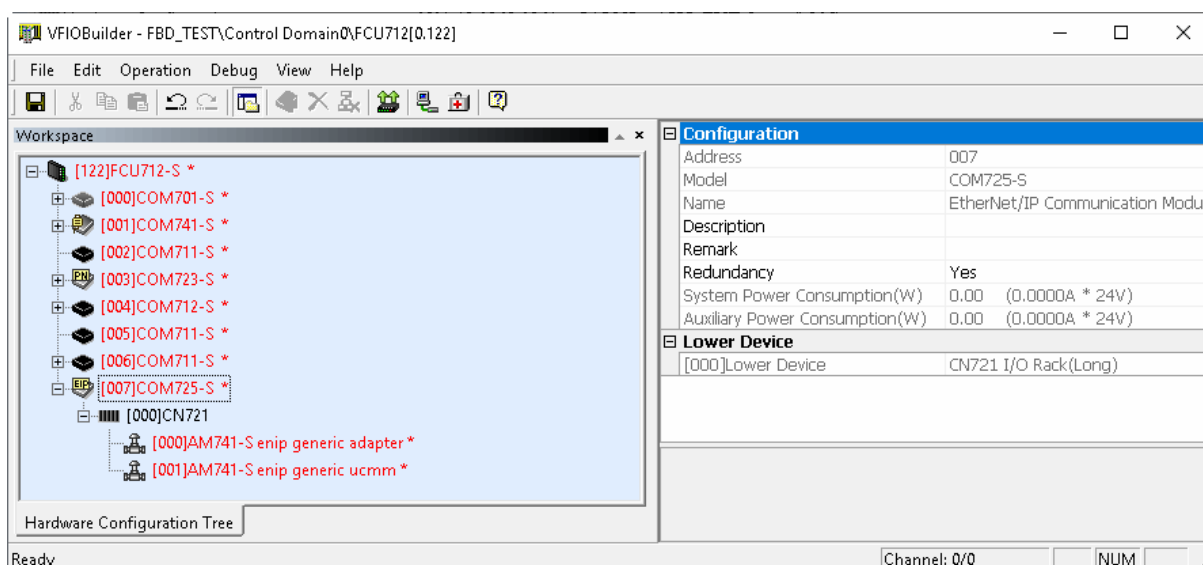 VFIOBuilder - FBD_TEST\Control Domain0\FCU712[0.122]
File Edit Operation Debug View Help
Workspace
[122]FCU712-S *
[000]COM701-S *
[001]COM741-S *
[002]COM711-S *
PN [003]COM723-S *
[004]COM712-S *
[005]COM711-S *
[006]COM711-S *
EIP [007]COM725-S *
[000]CN721
[000]AM741-S enip generic adapter *
[001]AM741-S enip generic ucmm *
Hardware Configuration Tree
Configuration
Address 007
Model COM725-S
Name EtherNet/IP Communication Modu
Description
Remark
Redundancy Yes
System Power Consumption(W) 0.00 (0.0000A * 24V)
Auxiliary Power Consumption(W) 0.00 (0.0000A * 24V)
Lower Device
[000]Lower Device CN721 I/O Rack(Long)
Ready Channel: 0/0 NUM